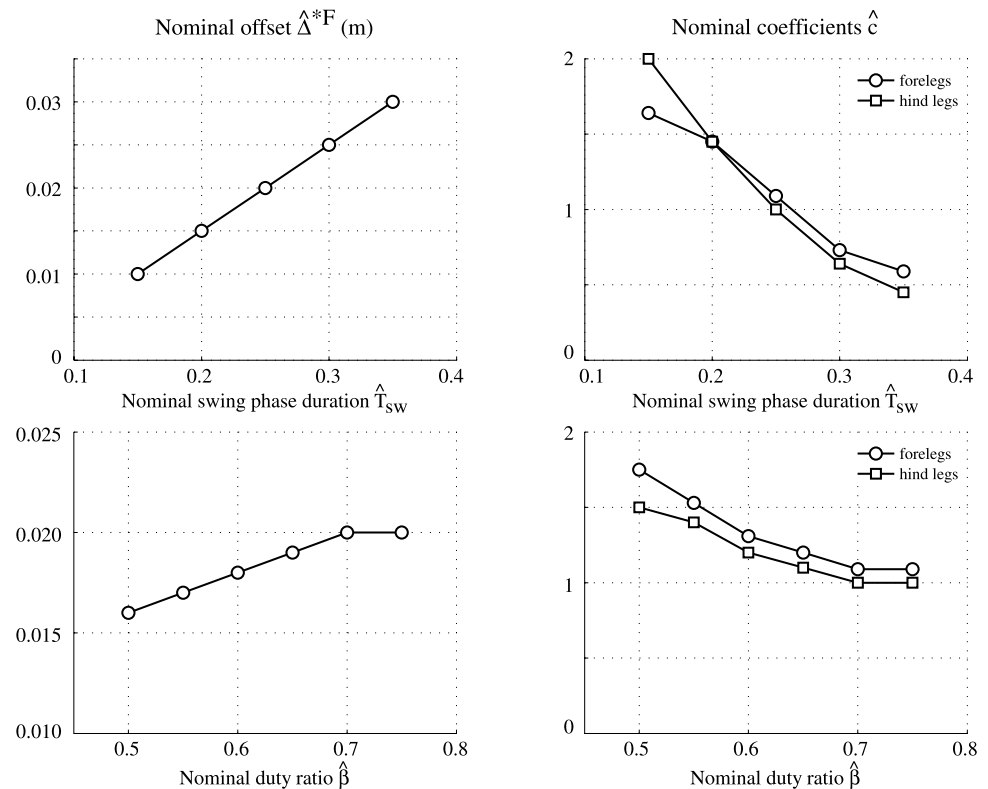 Nominal offset Δ̂*F (m)
0.03
0.02
0.01
0
0.1 0.2 0.3 0.4
Nominal swing phase duration T̂sw
Nominal coefficients ĉ
2
1
0
forelegs
hind legs
0.1 0.2 0.3 0.4
Nominal swing phase duration T̂sw
0.025
0.020
0.015
0.010
0.5 0.6 0.7 0.8
Nominal duty ratio β̂
2
1
0
forelegs
hind legs
0.5 0.6 0.7 0.8
Nominal duty ratio β̂